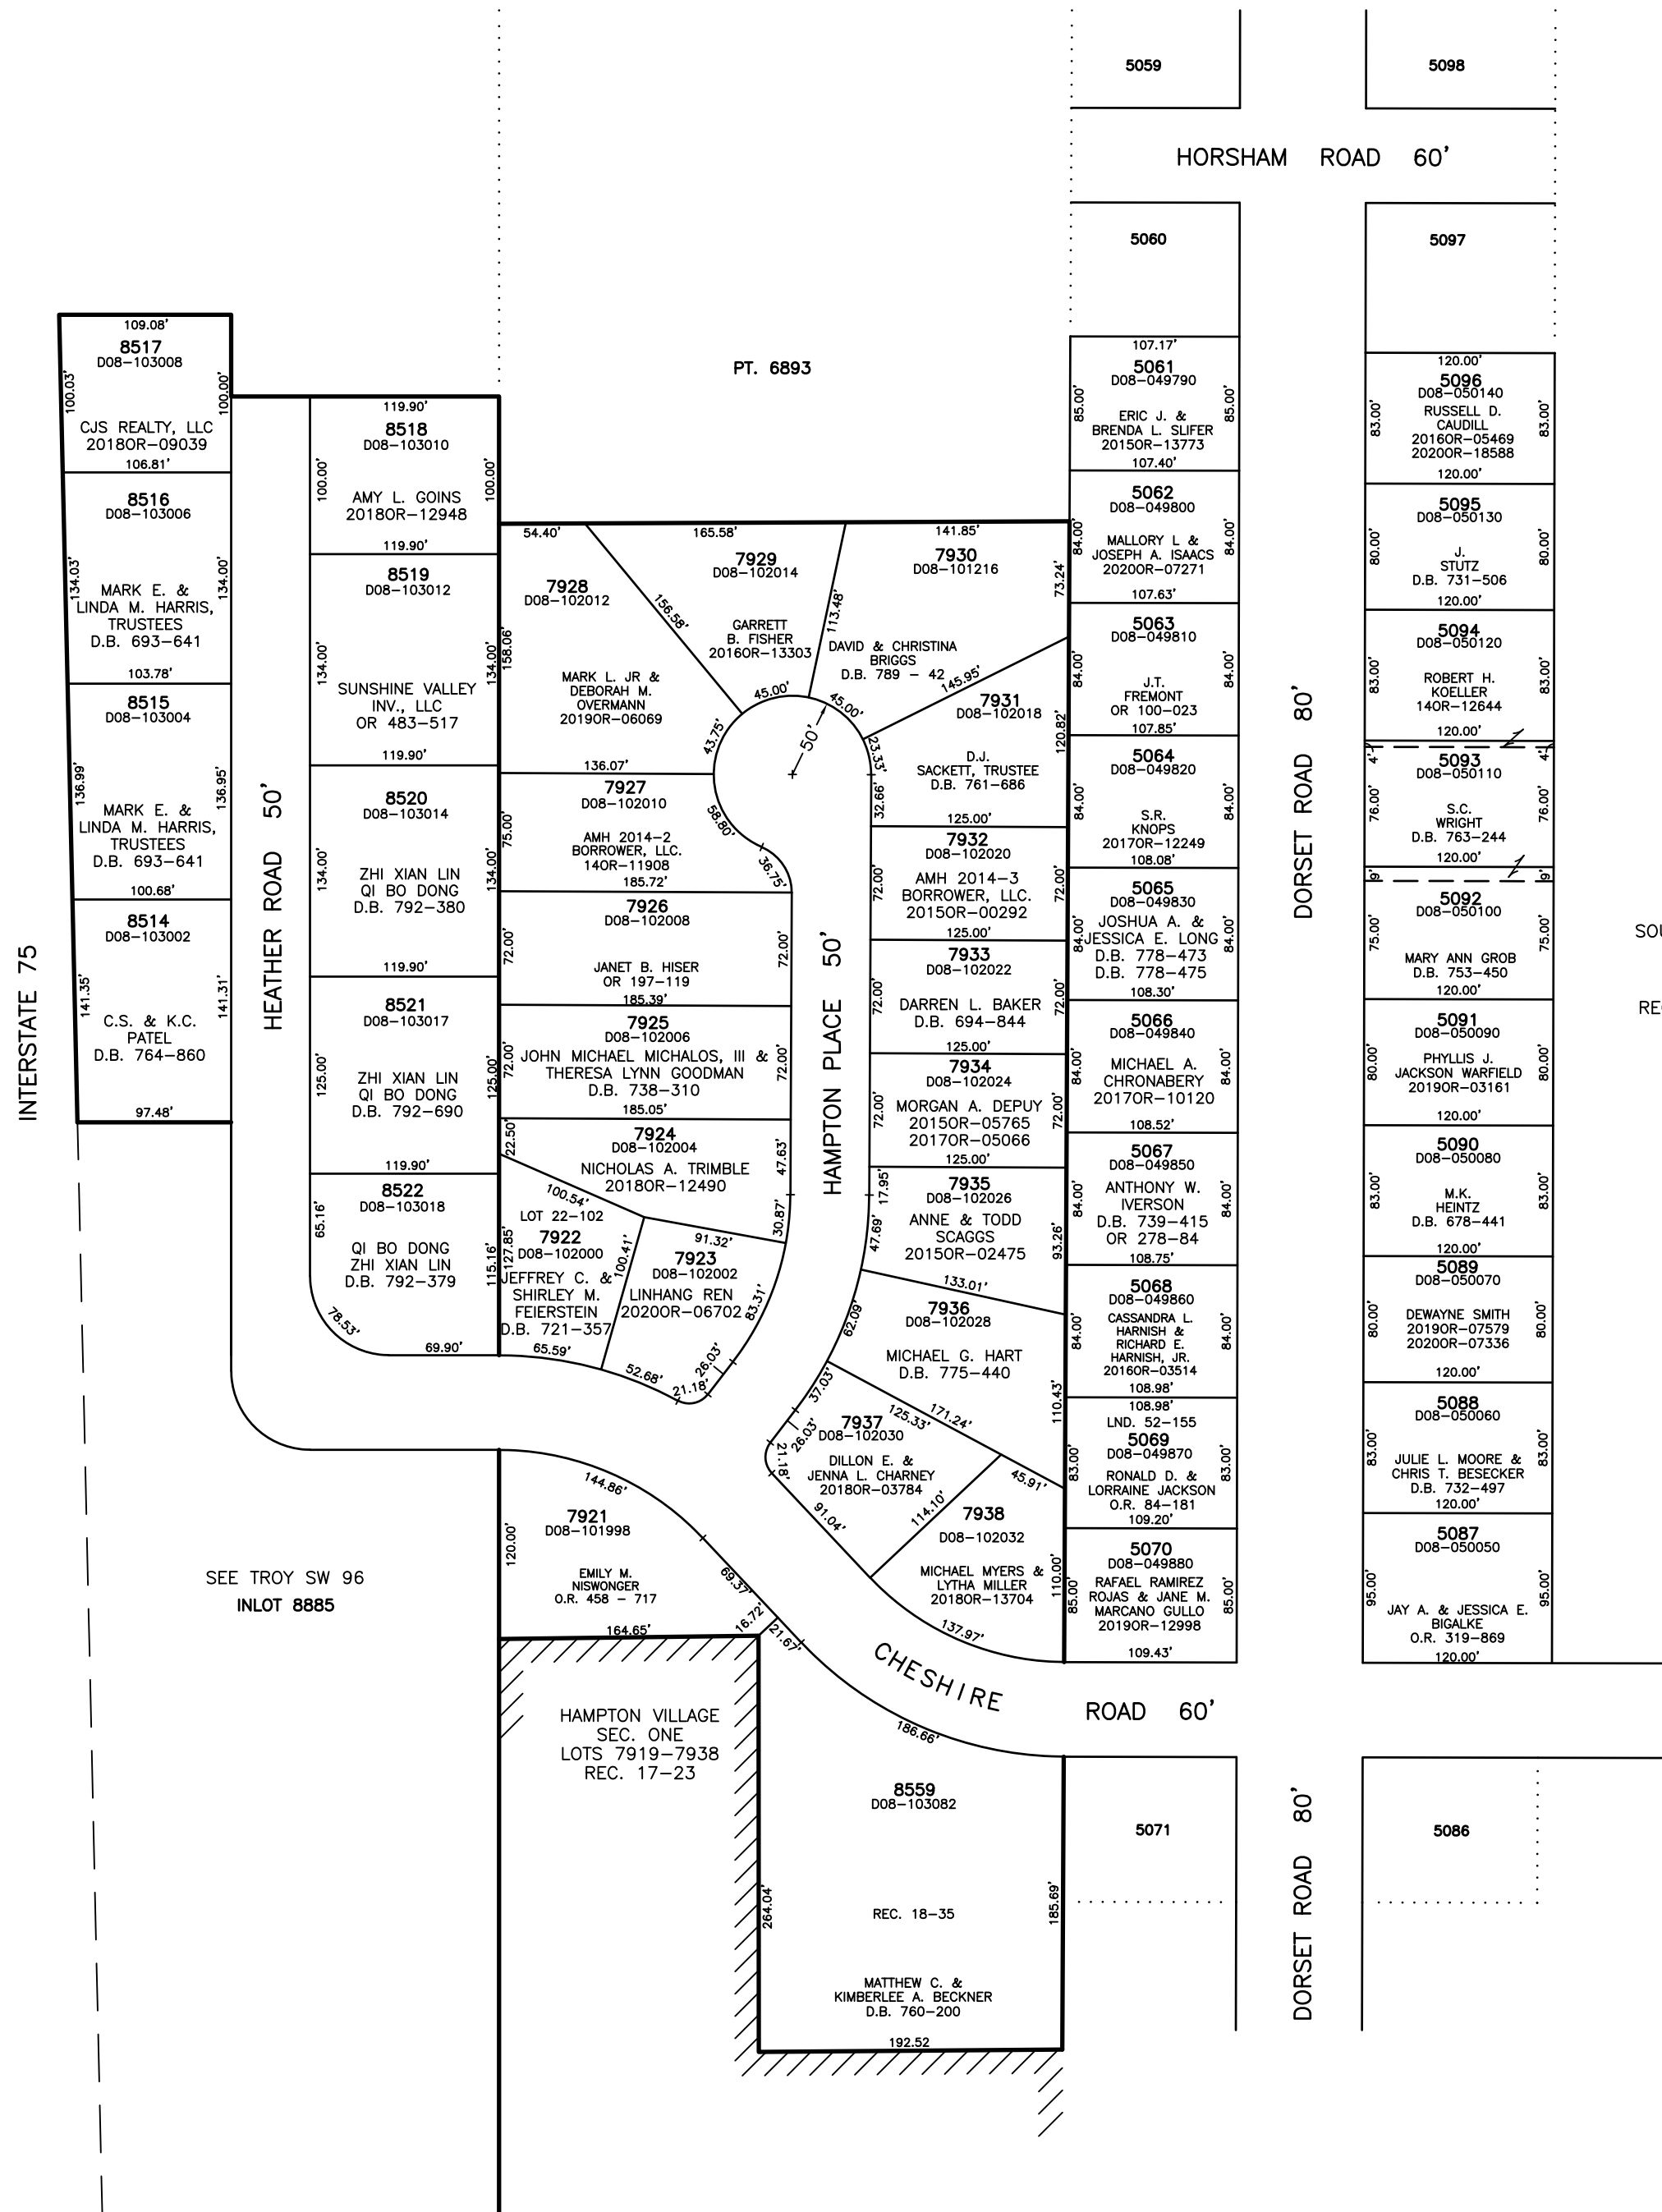 5059
5098
HORSHAM ROAD 60'
5060
5097
PT. 6893
INTERSTATE 75
109.08'
8517
D08-103008
100.03'
100.00'
CJS REALTY, LLC
2018OR-09039
106.81'
8516
D08-103006
134.03'
134.00'
MARK E. &
LINDA M. HARRIS,
TRUSTEES
D.B. 693-641
103.78'
8515
D08-103004
136.99'
136.95'
MARK E. &
LINDA M. HARRIS,
TRUSTEES
D.B. 693-641
100.68'
8514
D08-103002
141.35'
141.31'
C.S. & K.C.
PATEL
D.B. 764-860
97.48'
HEATHER ROAD 50'
119.90'
8518
D08-103010
100.00'
100.00'
AMY L. GOINS
2018OR-12948
119.90'
8519
D08-103012
134.00'
134.00'
SUNSHINE VALLEY
INV., LLC
OR 483-517
119.90'
8520
D08-103014
134.00'
134.00'
ZHI XIAN LIN
QI BO DONG
D.B. 792-380
119.90'
8521
D08-103017
125.00'
125.00'
ZHI XIAN LIN
QI BO DONG
D.B. 792-690
119.90'
8522
D08-103018
65.16'
115.16'
QI BO DONG
ZHI XIAN LIN
D.B. 792-379
78.53'
69.90'
54.40'
7928
D08-102012
158.06'
156.58'
MARK L. JR &
DEBORAH M.
OVERMANN
2019OR-06069
43.75'
136.07'
165.58'
7929
D08-102014
GARRETT
B. FISHER
2016OR-13303
113.48'
45.00'
141.85'
7930
D08-101216
73.24'
DAVID & CHRISTINA
BRIGGS
D.B. 789 - 42
145.95'
45.00'
50'
7931
D08-102018
120.82'
23.33'
32.66'
D.J.
SACKETT, TRUSTEE
D.B. 761-686
125.00'
7927
D08-102010
75.00'
58.80'
36.75'
AMH 2014-2
BORROWER, LLC.
14OR-11908
185.72'
7926
D08-102008
72.00'
72.00'
JANET B. HISER
OR 197-119
185.39'
7925
D08-102006
72.00'
72.00'
JOHN MICHAEL MICHALOS, III &
THERESA LYNN GOODMAN
D.B. 738-310
185.05'
7924
D08-102004
22.50'
47.63'
NICHOLAS A. TRIMBLE
2018OR-12490
100.54'
30.87'
LOT 22-102
7922
D08-102000
127.85'
100.41'
JEFFREY C. &
SHIRLEY M.
FEIERSTEIN
D.B. 721-357
65.59'
91.32'
7923
D08-102002
LINHANG REN
2020OR-06702
83.31'
52.68'
21.18'
26.03'
HAMPTON PLACE 50'
7932
D08-102020
72.00'
72.00'
AMH 2014-3
BORROWER, LLC.
2015OR-00292
125.00'
7933
D08-102022
72.00'
72.00'
DARREN L. BAKER
D.B. 694-844
125.00'
7934
D08-102024
72.00'
72.00'
MORGAN A. DEPUY
2015OR-05765
2017OR-05066
125.00'
7935
D08-102026
17.95'
47.69'
93.26'
ANNE & TODD
SCAGGS
2015OR-02475
133.01'
7936
D08-102028
62.09'
110.43'
MICHAEL G. HART
D.B. 775-440
171.24'
125.33'
37.03'
26.03'
21.18'
7937
D08-102030
DILLON E. &
JENNA L. CHARNEY
2018OR-03784
91.04'
114.10'
45.91'
7938
D08-102032
MICHAEL MYERS &
LYTHA MILLER
2018OR-13704
110.00'
137.97'
144.86'
7921
D08-101998
120.00'
EMILY M.
NISWONGER
O.R. 458 - 717
69.37'
164.65'
16.72'
21.67'
SEE TROY SW 96
INLOT 8885
HAMPTON VILLAGE
SEC. ONE
LOTS 7919-7938
REC. 17-23
CHESHIRE ROAD 60'
186.66'
8559
D08-103082
264.04'
185.69'
REC. 18-35
MATTHEW C. &
KIMBERLEE A. BECKNER
D.B. 760-200
192.52
107.17'
5061
D08-049790
85.00'
85.00'
ERIC J. &
BRENDA L. SLIFER
2015OR-13773
107.40'
5062
D08-049800
84.00'
84.00'
MALLORY L &
JOSEPH A. ISAACS
2020OR-07271
107.63'
5063
D08-049810
84.00'
84.00'
J.T.
FREMONT
OR 100-023
107.85'
5064
D08-049820
84.00'
84.00'
S.R.
KNOPS
2017OR-12249
108.08'
5065
D08-049830
84.00'
84.00'
JOSHUA A. &
JESSICA E. LONG
D.B. 778-473
D.B. 778-475
108.30'
5066
D08-049840
84.00'
84.00'
MICHAEL A.
CHRONABERY
2017OR-10120
108.52'
5067
D08-049850
84.00'
84.00'
ANTHONY W.
IVERSON
D.B. 739-415
OR 278-84
108.75'
5068
D08-049860
84.00'
84.00'
CASSANDRA L.
HARNISH &
RICHARD E.
HARNISH, JR.
2016OR-03514
108.98'
108.98'
LND. 52-155
5069
D08-049870
83.00'
83.00'
RONALD D. &
LORRAINE JACKSON
O.R. 84-181
109.20'
5070
D08-049880
85.00'
85.00'
RAFAEL RAMIREZ
ROJAS & JANE M.
MARCANO GULLO
2019OR-12998
109.43'
5071
DORSET ROAD 80'
DORSET ROAD 80'
120.00'
5096
D08-050140
83.00'
83.00'
RUSSELL D.
CAUDILL
2016OR-05469
2020OR-18588
120.00'
5095
D08-050130
80.00'
80.00'
J.
STUTZ
D.B. 731-506
120.00'
5094
D08-050120
83.00'
83.00'
ROBERT H.
KOELLER
14OR-12644
120.00'
4'
4'
5093
D08-050110
76.00'
76.00'
S.C.
WRIGHT
D.B. 763-244
120.00'
9'
9'
5092
D08-050100
75.00'
75.00'
MARY ANN GROB
D.B. 753-450
120.00'
5091
D08-050090
80.00'
80.00'
PHYLLIS J.
JACKSON WARFIELD
2019OR-03161
120.00'
5090
D08-050080
83.00'
83.00'
M.K.
HEINTZ
D.B. 678-441
120.00'
5089
D08-050070
80.00'
80.00'
DEWAYNE SMITH
2019OR-07579
2020OR-07336
120.00'
5088
D08-050060
83.00'
83.00'
JULIE L. MOORE &
CHRIS T. BESECKER
D.B. 732-497
120.00'
5087
D08-050050
95.00'
95.00'
JAY A. & JESSICA E.
BIGALKE
O.R. 319-869
120.00'
5086